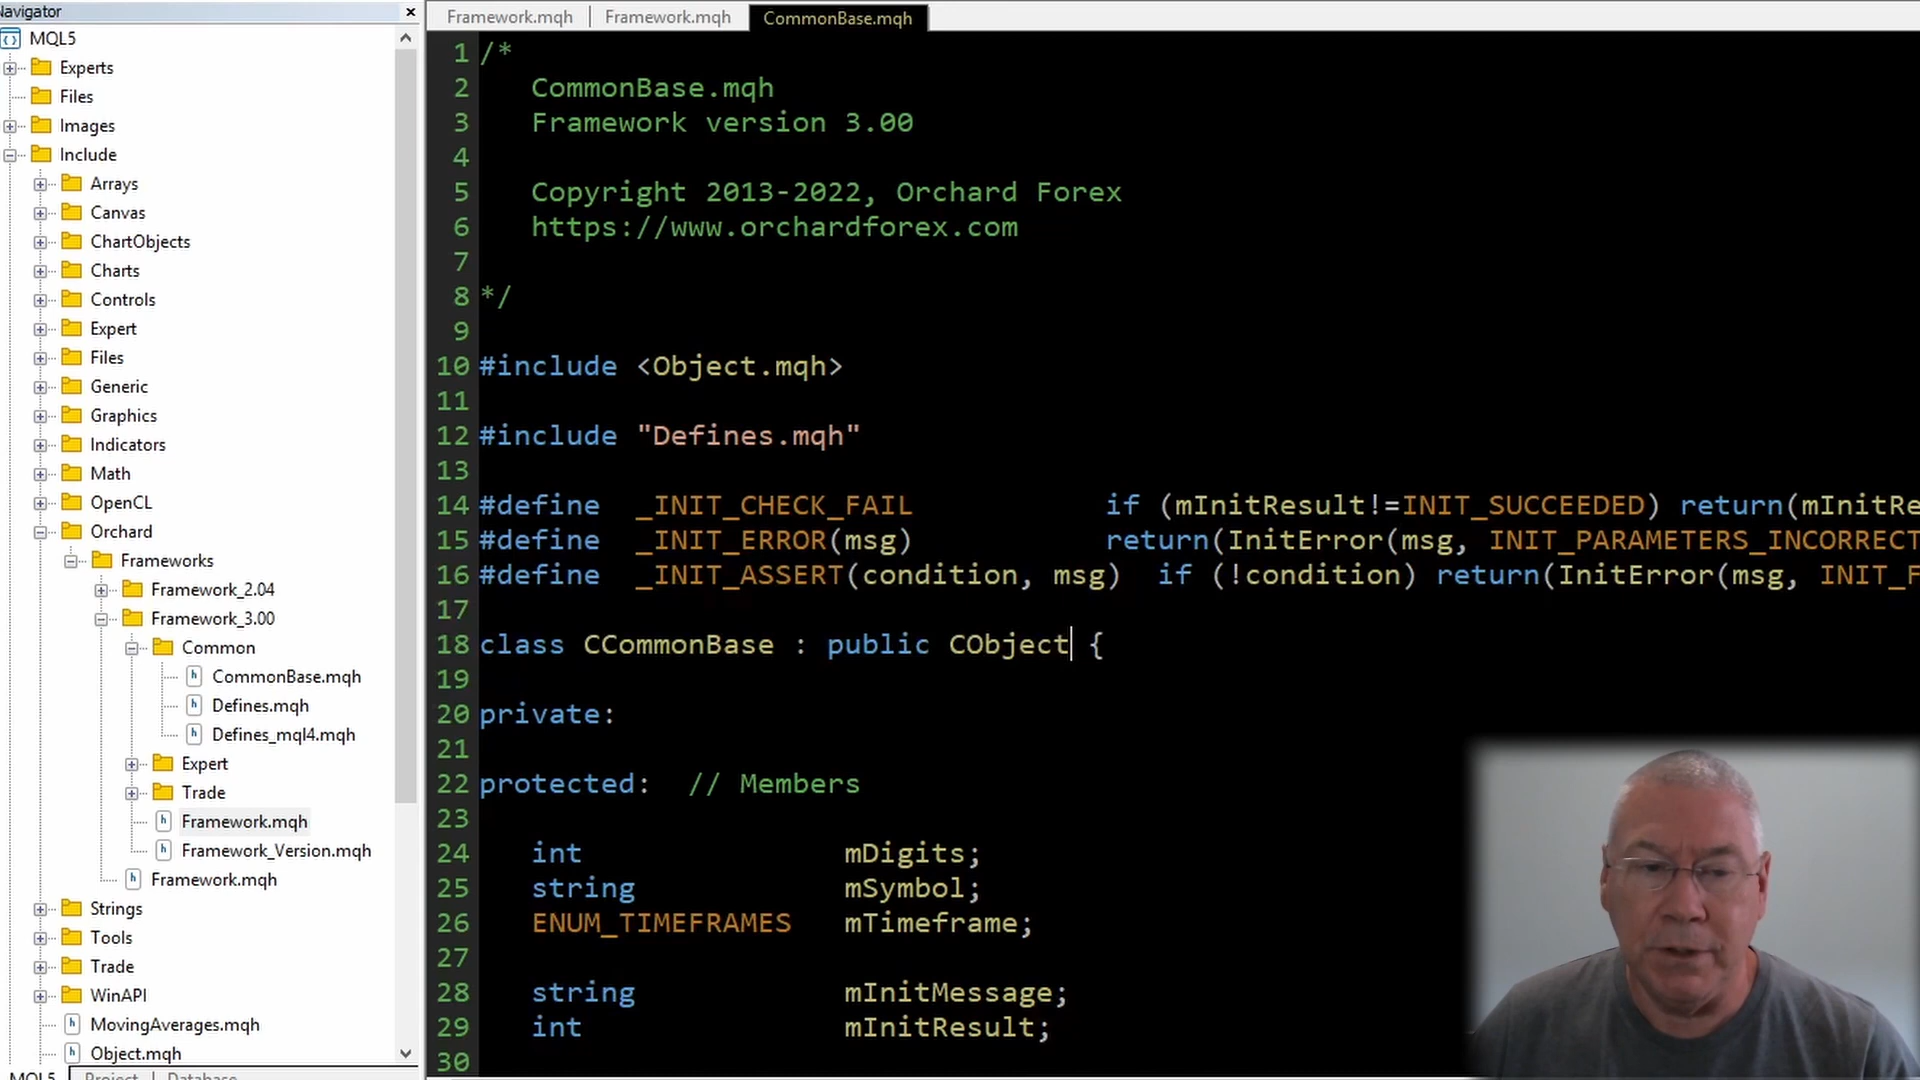 Navigator
MQL5
Experts
Files
Images
Include
Arrays
Canvas
ChartObjects
Charts
Controls
Expert
Files
Generic
Graphics
Indicators
Math
OpenCL
Orchard
Frameworks
Framework_2.04
Framework_3.00
Common
CommonBase.mqh
Defines.mqh
Defines_mql4.mqh
Expert
Trade
Framework.mqh
Framework_Version.mqh
Framework.mqh
Strings
Tools
Trade
WinAPI
MovingAverages.mqh
Object.mqh
MQL5 Project | Database
Framework.mqh Framework.mqh CommonBase.mqh
1 /*
2 CommonBase.mqh
3 Framework version 3.00
4
5 Copyright 2013-2022, Orchard Forex
6 https://www.orchardforex.com
7
8 */
9
10 #include <Object.mqh>
11
12 #include "Defines.mqh"
13
14 #define _INIT_CHECK_FAIL if (mInitResult!=INIT_SUCCEEDED) return(mInitRe
15 #define _INIT_ERROR(msg) return(InitError(msg, INIT_PARAMETERS_INCORRECT
16 #define _INIT_ASSERT(condition, msg) if (!condition) return(InitError(msg, INIT_F
17
18 class CCommonBase : public CObject {
19
20 private:
21
22 protected: // Members
23
24 int mDigits;
25 string mSymbol;
26 ENUM_TIMEFRAMES mTimeframe;
27
28 string mInitMessage;
29 int mInitResult;
30